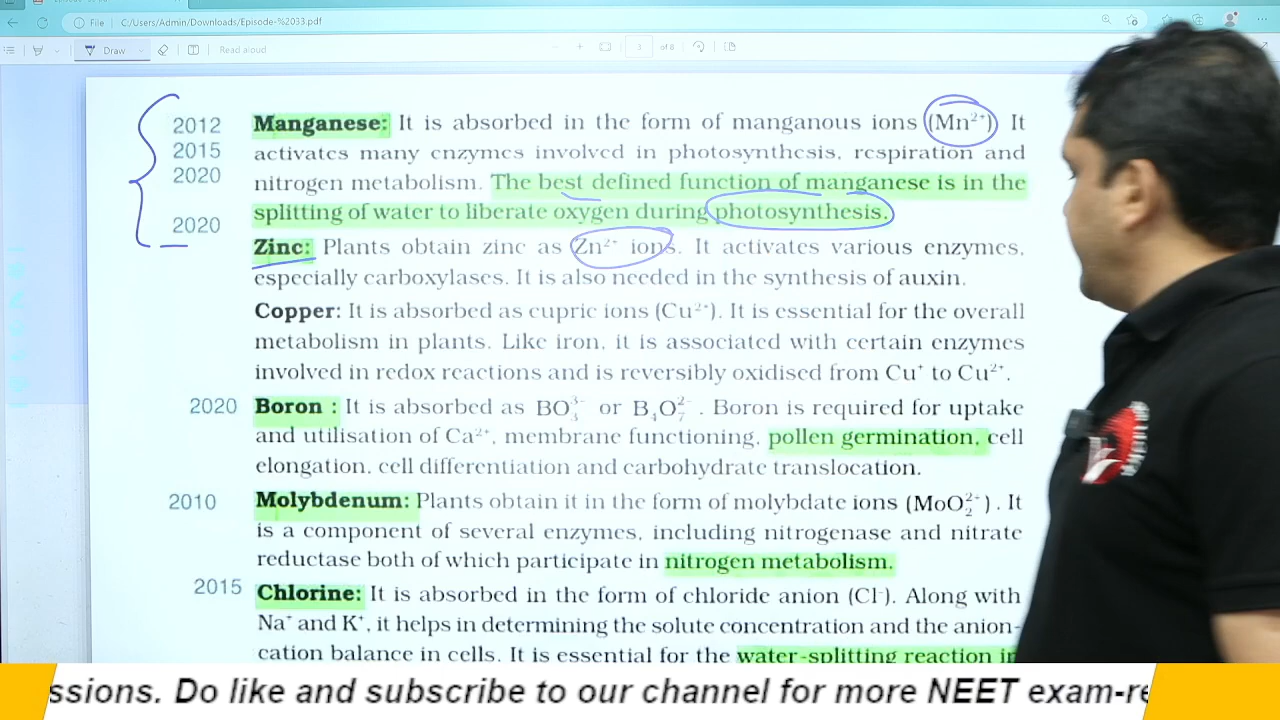 File C:/Users/Admin/Downloads/Episode-%2033.pdf
Draw Read aloud 3 of 8
2012 Manganese: It is absorbed in the form of manganous ions (Mn²⁺). It
2015 activates many enzymes involved in photosynthesis, respiration and
2020 nitrogen metabolism. The best defined function of manganese is in the
splitting of water to liberate oxygen during photosynthesis.
2020 Zinc: Plants obtain zinc as Zn²⁺ ions. It activates various enzymes,
especially carboxylases. It is also needed in the synthesis of auxin.
Copper: It is absorbed as cupric ions (Cu²⁺). It is essential for the overall
metabolism in plants. Like iron, it is associated with certain enzymes
involved in redox reactions and is reversibly oxidised from Cu⁺ to Cu²⁺.
2020 Boron : It is absorbed as BO₃³⁻ or B₄O₇²⁻ . Boron is required for uptake
and utilisation of Ca²⁺, membrane functioning, pollen germination, cell
elongation, cell differentiation and carbohydrate translocation.
2010 Molybdenum: Plants obtain it in the form of molybdate ions (MoO₂²⁺) . It
is a component of several enzymes, including nitrogenase and nitrate
reductase both of which participate in nitrogen metabolism.
2015 Chlorine: It is absorbed in the form of chloride anion (Cl⁻). Along with
Na⁺ and K⁺, it helps in determining the solute concentration and the anion-
cation balance in cells. It is essential for the water-splitting reaction in
ssions. Do like and subscribe to our channel for more NEET exam-re